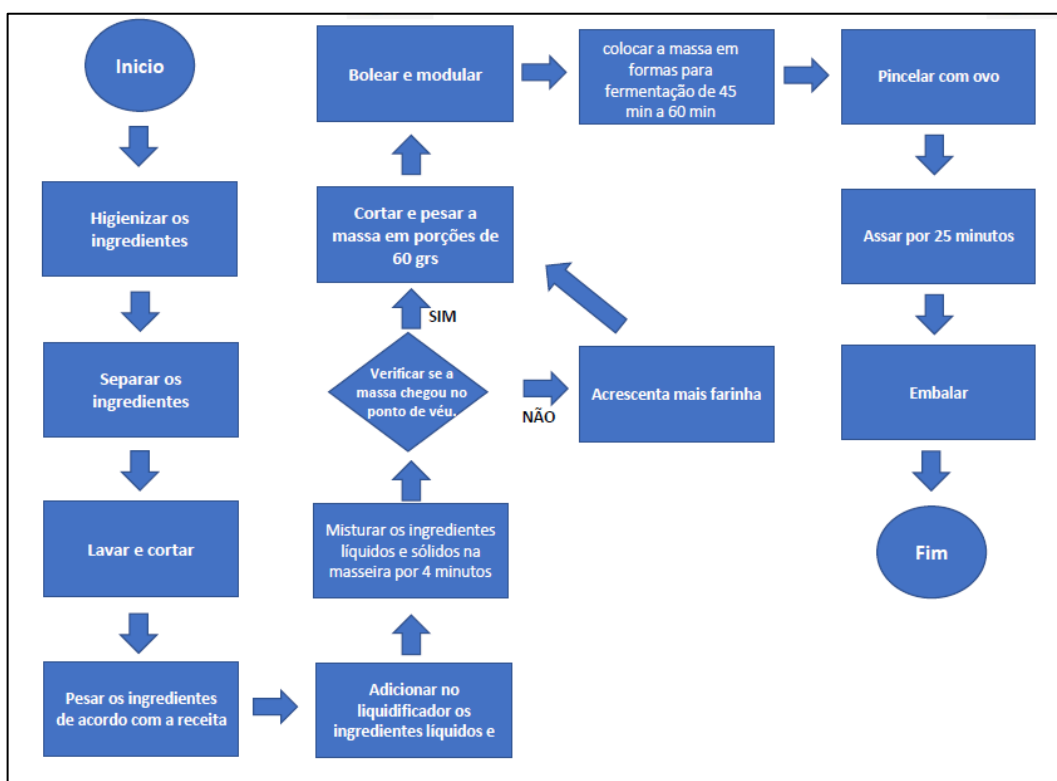 Inicio
Higienizar os
ingredientes
Separar os
ingredientes
Lavar e cortar
Pesar os ingredientes
de acordo com a receita
Adicionar no
liquidificador os
ingredientes líquidos e
Misturar os ingredientes
líquidos e sólidos na
masseira por 4 minutos
Verificar se a
massa chegou no
ponto de véu.
SIM
NÃO
Acrescenta mais farinha
Cortar e pesar a
massa em porções de
60 grs
Bolear e modular
colocar a massa em
formas para
fermentação de 45
min a 60 min
Pincelar com ovo
Assar por 25 minutos
Embalar
Fim